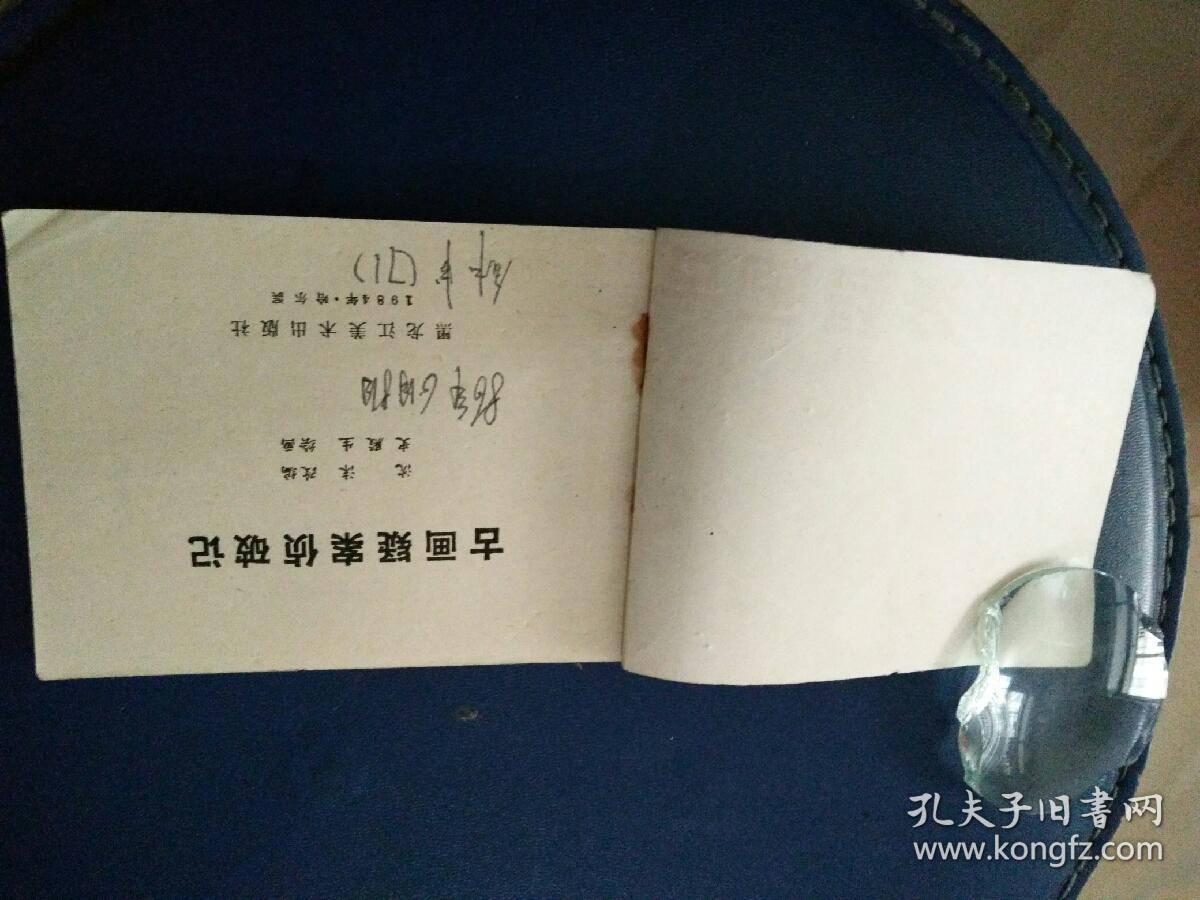 古画疑案侦破记
沈沫 改编
史殿生 绘画
黑龙江美术出版社
1984年·哈尔滨
(71)
孔夫子旧書网
www.kongfz.com